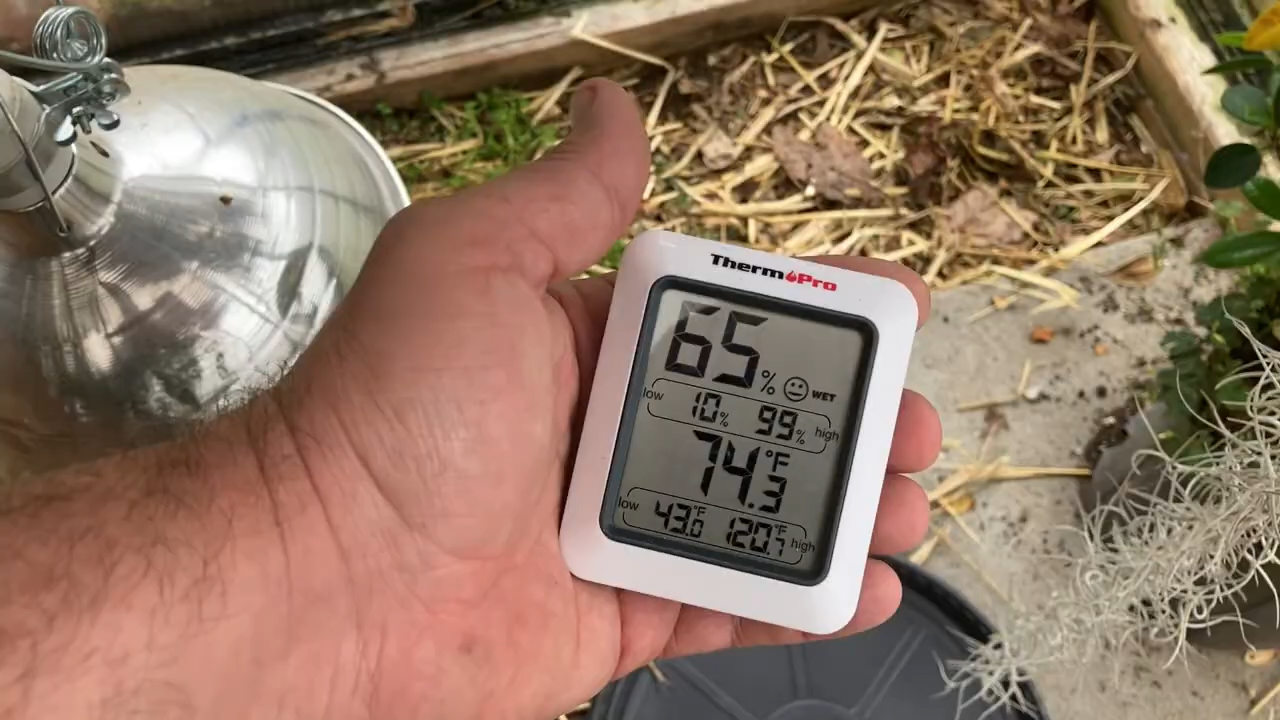 ThermoPro
65% WET
low 10% 99% high
74.3°F
low 43.0°F 120.7°F high